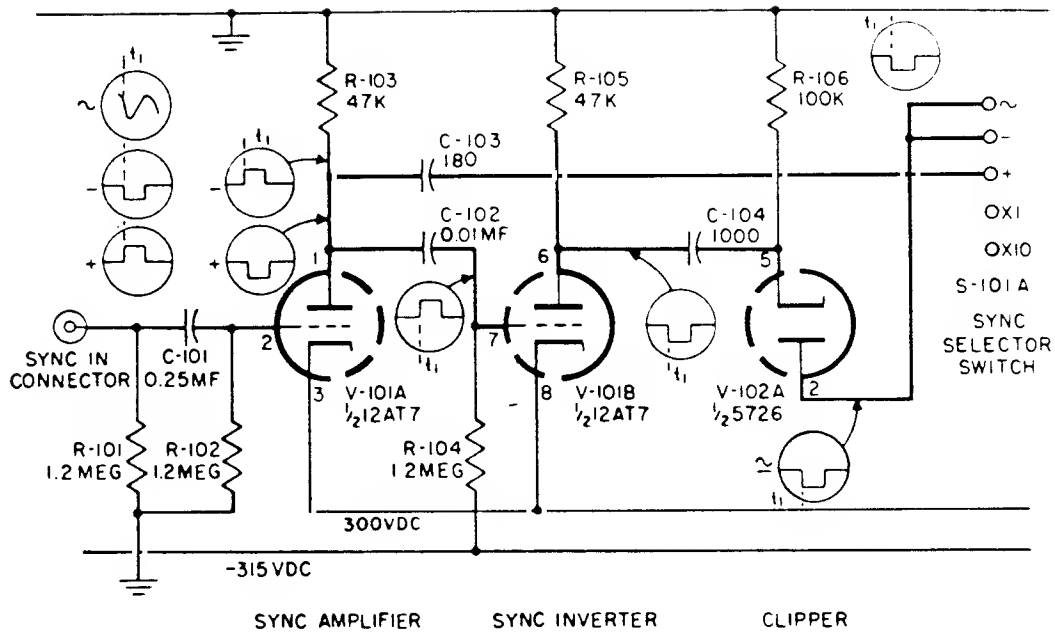 t1
t1
R-103
47K
R-105
47K
R-106
100K
~
~
t1
C-103
180
-
-
-
+
C-102
0.01MF
C-104
1000
OX1
+
+
1
6
5
OX10
S-101A
2
7
t1
t1
SYNC
SELECTOR
SWITCH
SYNC IN
CONNECTOR
C-101
0.25MF
3
V-101A
1/2 12AT7
8
V-101B
1/2 12AT7
V-102A
1/2 5726
2
R-101
1.2MEG
R-102
1.2MEG
R-104
1.2MEG
~
-
t1
300VDC
-315VDC
SYNC AMPLIFIER
SYNC INVERTER
CLIPPER